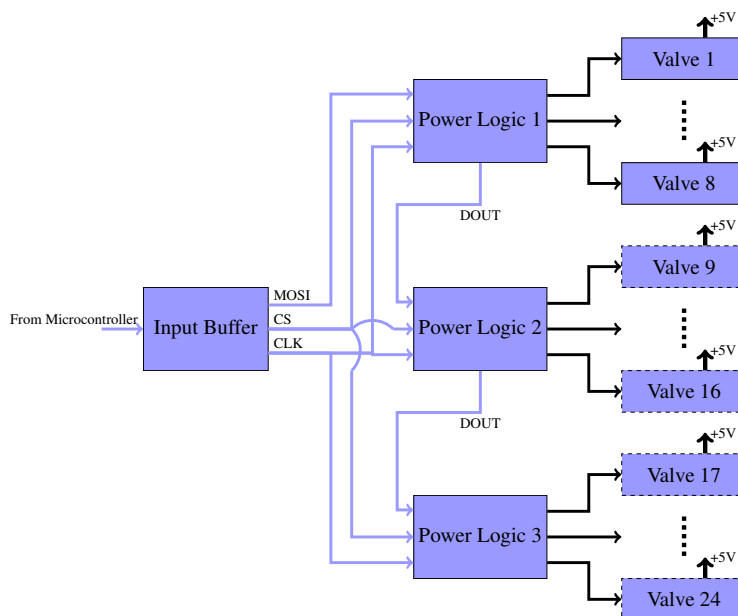 +5V
Valve 1
Power Logic 1
+5V
Valve 8
DOUT
+5V
Valve 9
MOSI
From Microcontroller
Input Buffer
CS
Power Logic 2
CLK
+5V
Valve 16
DOUT
+5V
Valve 17
Power Logic 3
+5V
Valve 24